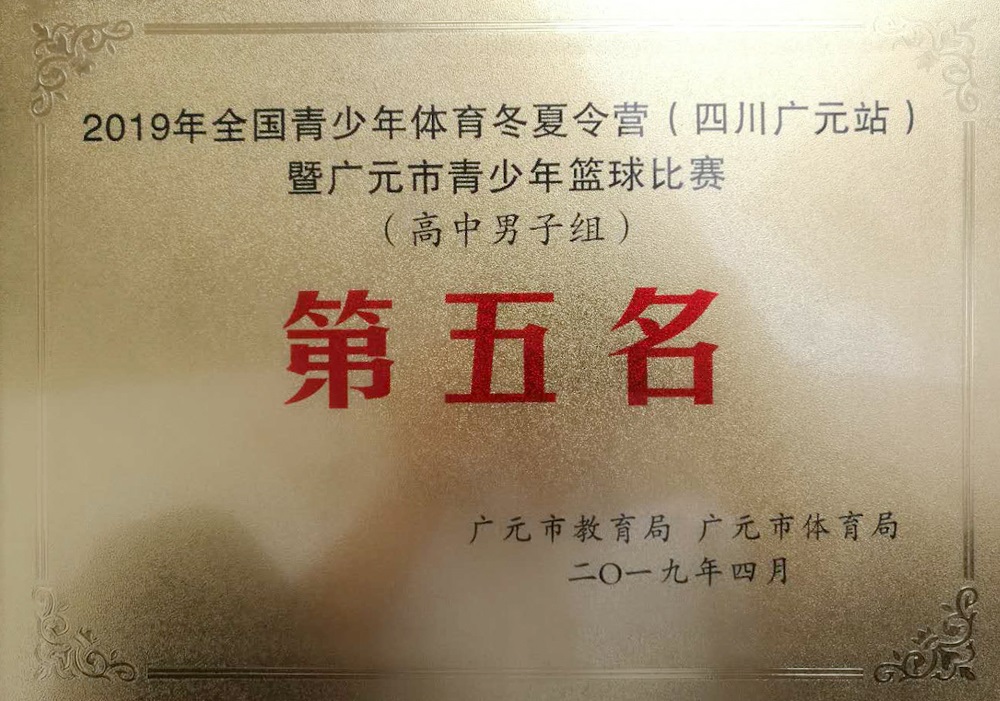 2019年全国青少年体育冬夏令营（四川广元站）
暨广元市青少年篮球比赛
（高中男子组）
第五名
广元市教育局 广元市体育局
二〇一九年四月